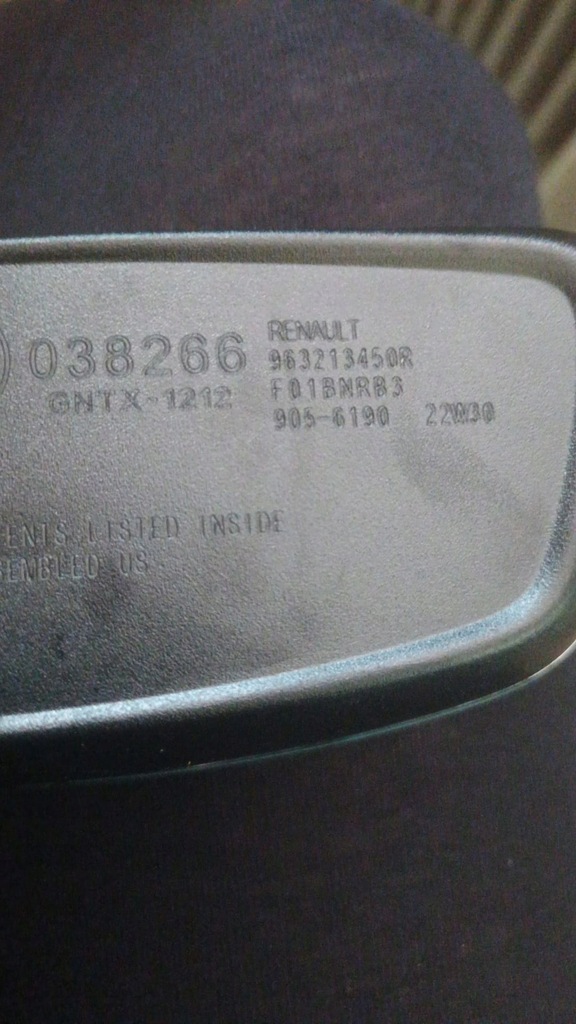 038266
GNTX-1212
RENAULT
963213450R
F01BNRB3
905-6190 22W30
ENTS LISTED INSIDE
SEMBLED US